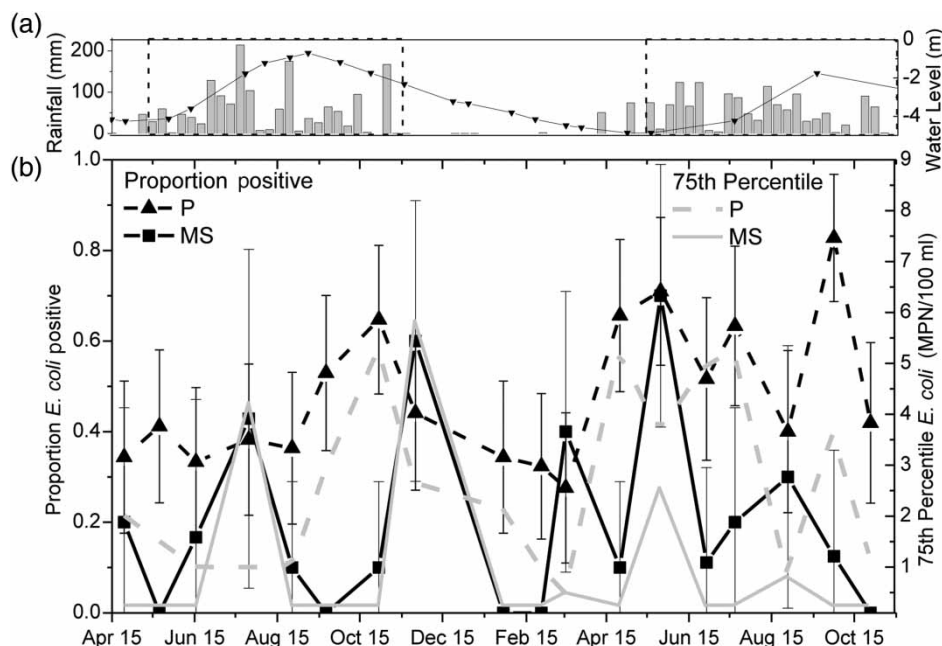 (a)
Rainfall (mm)
200
100
0
0
-2
-4
Water Level (m)
(b)
Proportion E. coli positive
1.0
0.8
0.6
0.4
0.2
0.0
Proportion positive
P
MS
75th Percentile
P
MS
9
8
7
6
5
4
3
2
1
75th Percentile E. coli (MPN/100 ml)
Apr 15 Jun 15 Aug 15 Oct 15 Dec 15 Feb 15 Apr 15 Jun 15 Aug 15 Oct 15